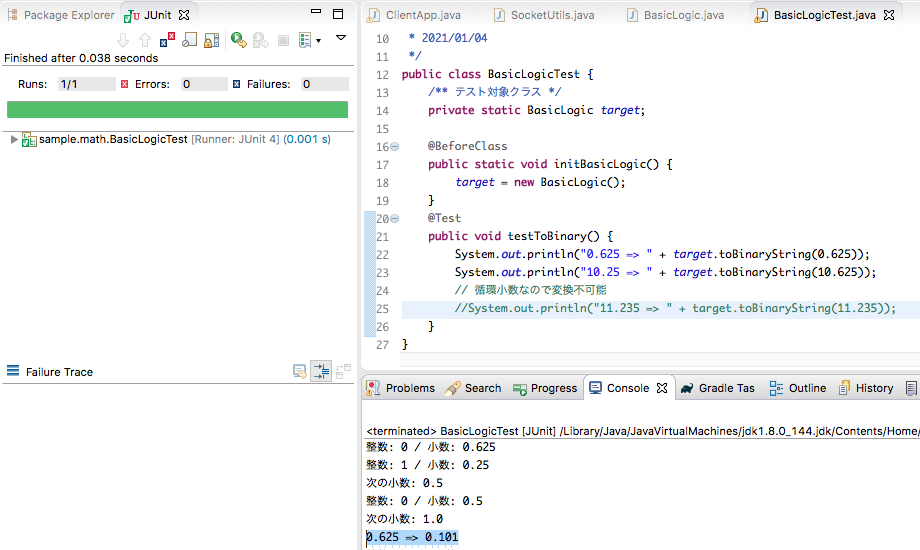 Package Explorer
JUnit
Finished after 0.038 seconds
Runs: 1/1
Errors: 0
Failures: 0
sample.math.BasicLogicTest [Runner: JUnit 4] (0.001 s)
Failure Trace
ClientApp.java
SocketUtils.java
BasicLogic.java
BasicLogicTest.java
10 * 2021/01/04
11 */
12 public class BasicLogicTest {
13 /** テスト対象クラス */
14 private static BasicLogic target;
15
16 @BeforeClass
17 public static void initBasicLogic() {
18 target = new BasicLogic();
19 }
20 @Test
21 public void testToBinary() {
22 System.out.println("0.625 => " + target.toBinaryString(0.625));
23 System.out.println("10.25 => " + target.toBinaryString(10.625));
24 // 循環小数なので変換不可能
25 //System.out.println("11.235 => " + target.toBinaryString(11.235));
26 }
27 }
Problems
Search
Progress
Console
Gradle Tas
Outline
History
<terminated> BasicLogicTest [JUnit] /Library/Java/JavaVirtualMachines/jdk1.8.0_144.jdk/Contents/Home/
整数: 0 / 小数: 0.625
整数: 1 / 小数: 0.25
次の小数: 0.5
整数: 0 / 小数: 0.5
次の小数: 1.0
0.625 => 0.101